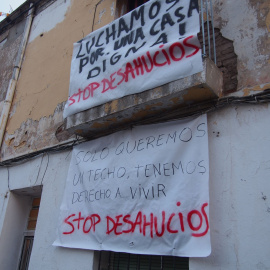 LUCHAMOS
POR UNA CASA
DIGNA!
STOP DESAHUCIOS
SOLO QUEREMOS
UN TECHO, TENEMOS
DERECHO A VIVIR
STOP DESAHUCIOS